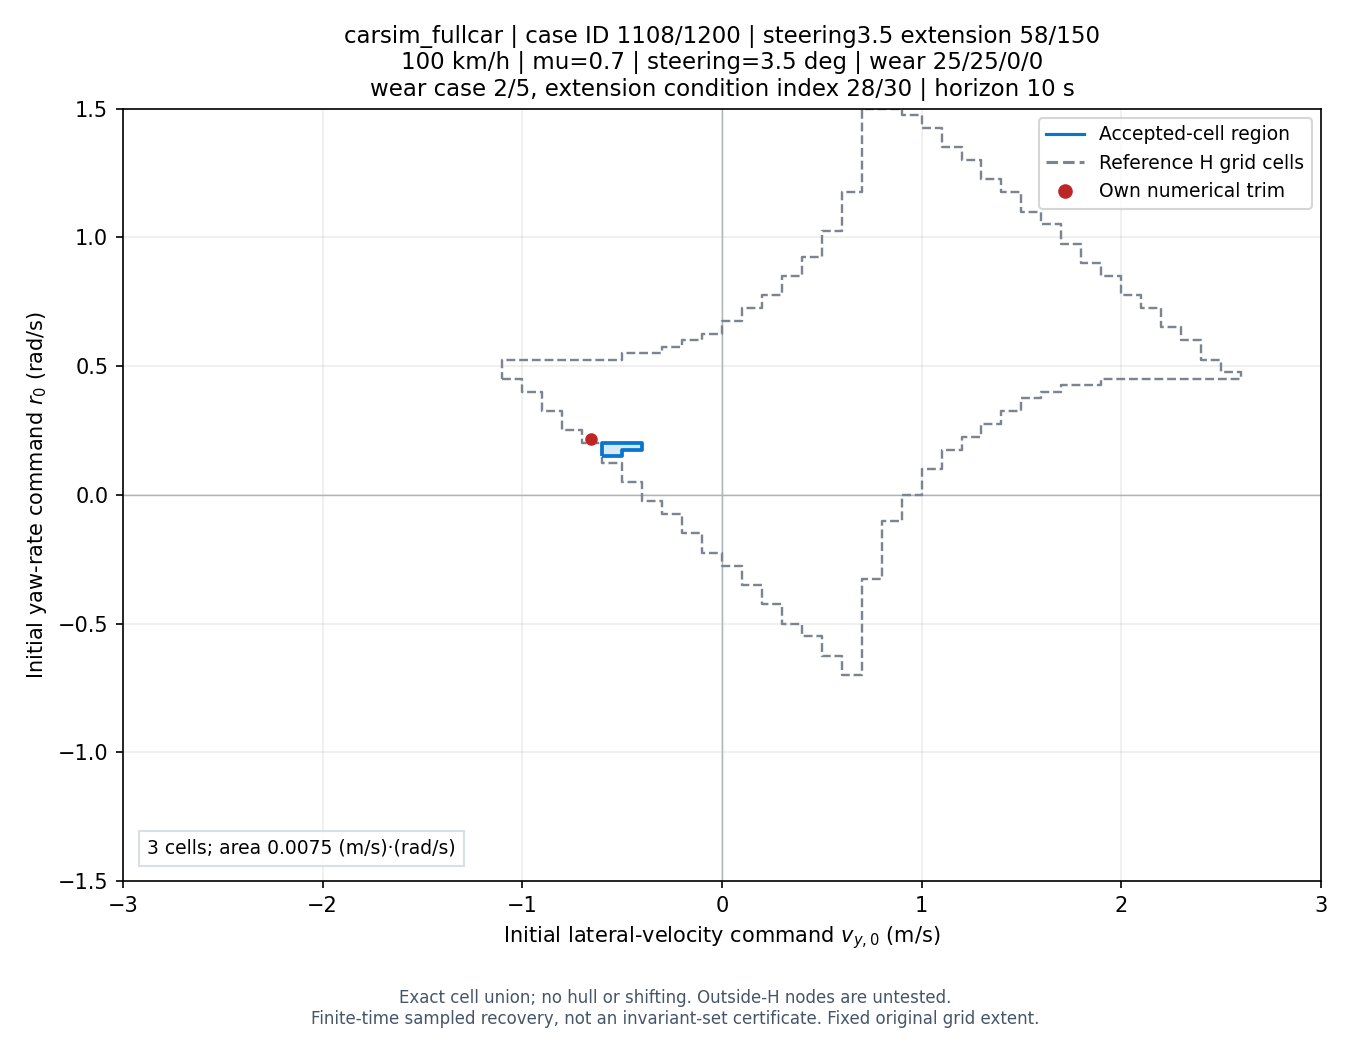 carsim_fullcar | case ID 1108/1200 | steering3.5 extension 58/150
100 km/h | mu=0.7 | steering=3.5 deg | wear 25/25/0/0
wear case 2/5, extension condition index 28/30 | horizon 10 s
Accepted-cell region
Reference H grid cells
Own numerical trim
1.5
1.0
0.5
0.0
−0.5
−1.0
−1.5
Initial yaw-rate command r0 (rad/s)
3 cells; area 0.0075 (m/s)·(rad/s)
−3
−2
−1
0
1
2
3
Initial lateral-velocity command vy,0 (m/s)
Exact cell union; no hull or shifting. Outside-H nodes are untested.
Finite-time sampled recovery, not an invariant-set certificate. Fixed original grid extent.